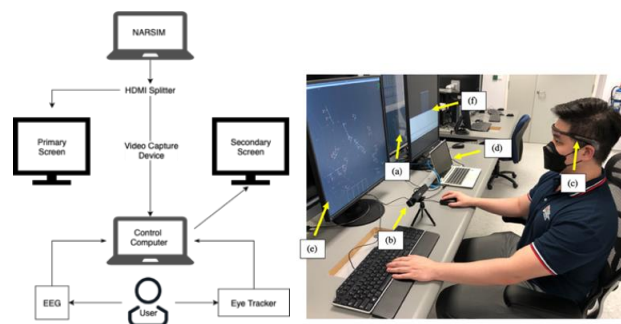 NARSIM
HDMI Splitter
Primary
Screen
Video Capture
Device
Secondary
Screen
Control
Computer
EEG
User
Eye Tracker
(f)
(d)
(a)
(c)
(b)
(e)